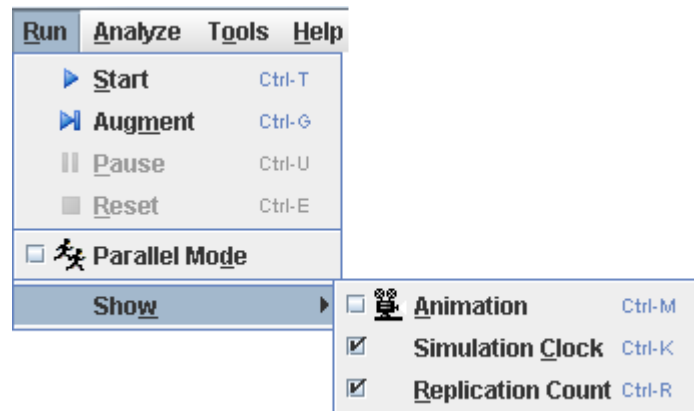 Run Analyze Tools Help
Start Ctrl-T
Augment Ctrl-G
Pause Ctrl-U
Reset Ctrl-E
Parallel Mode
Show
Animation Ctrl-M
Simulation Clock Ctrl-K
Replication Count Ctrl-R